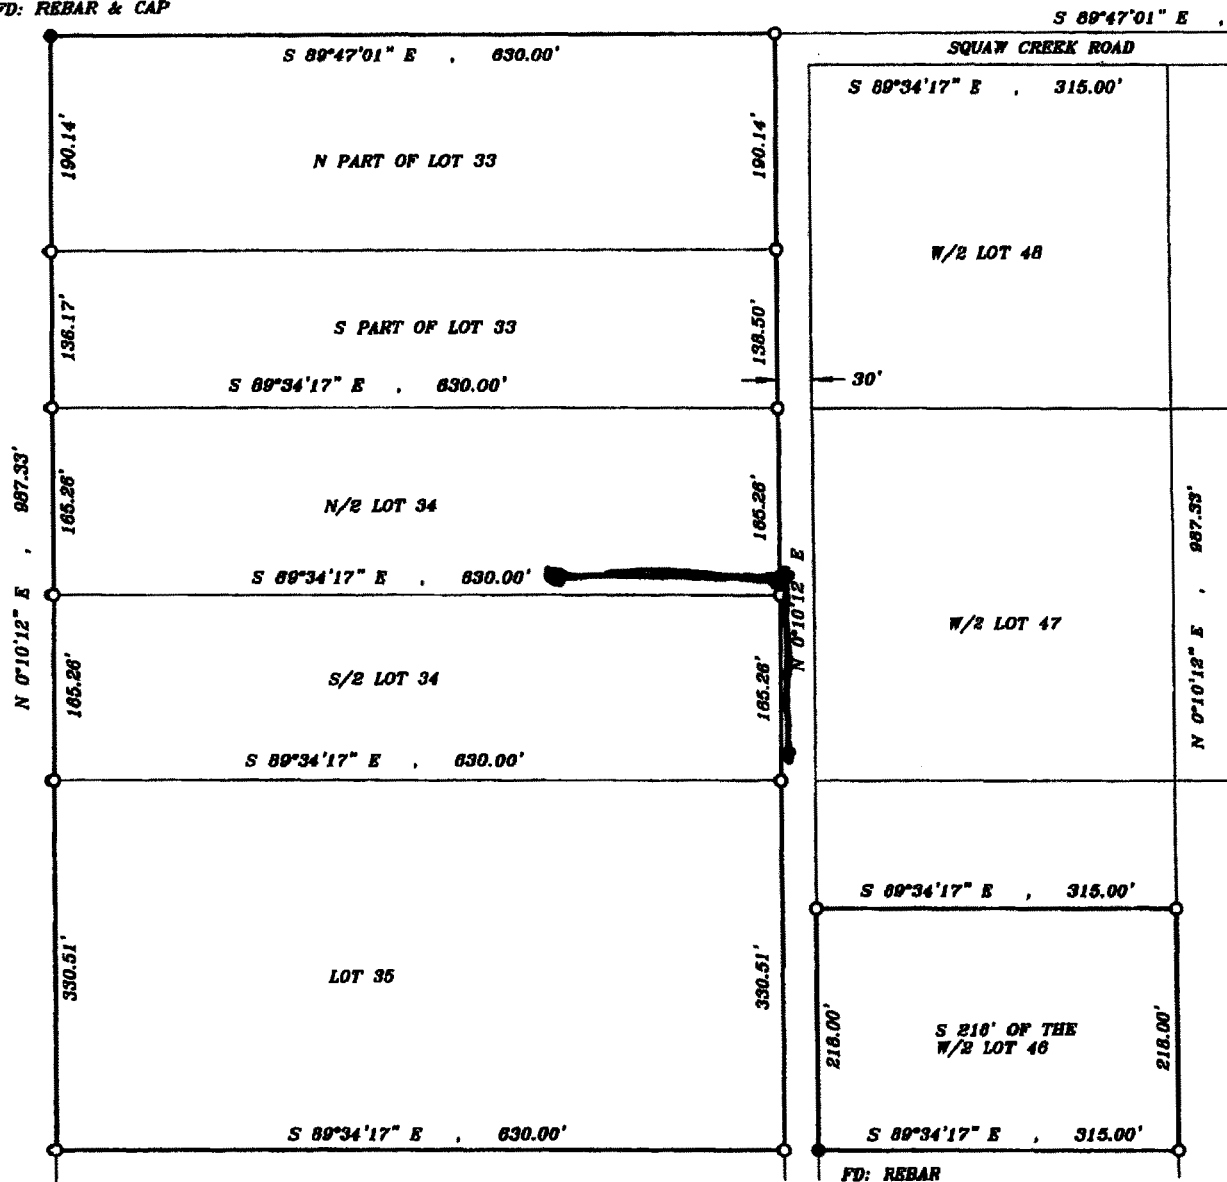 FD: REBAR & CAP
S 89°47'01" E ,
S 89°47'01" E , 630.00'
SQUAW CREEK ROAD
S 89°34'17" E , 315.00'
190.14'
N PART OF LOT 33
190.14'
W/2 LOT 48
136.17'
S PART OF LOT 33
138.50'
S 89°34'17" E , 630.00'
30'
N 0°10'12" E , 987.33'
165.26'
N/2 LOT 34
165.26'
S 89°34'17" E , 630.00'
N 0°10'12" E
W/2 LOT 47
N 0°10'12" E , 987.33'
165.26'
S/2 LOT 34
165.26'
S 89°34'17" E , 630.00'
S 89°34'17" E , 315.00'
330.51'
LOT 35
330.51'
218.00'
S 218' OF THE
W/2 LOT 46
218.00'
S 89°34'17" E , 630.00'
S 89°34'17" E , 315.00'
FD: REBAR